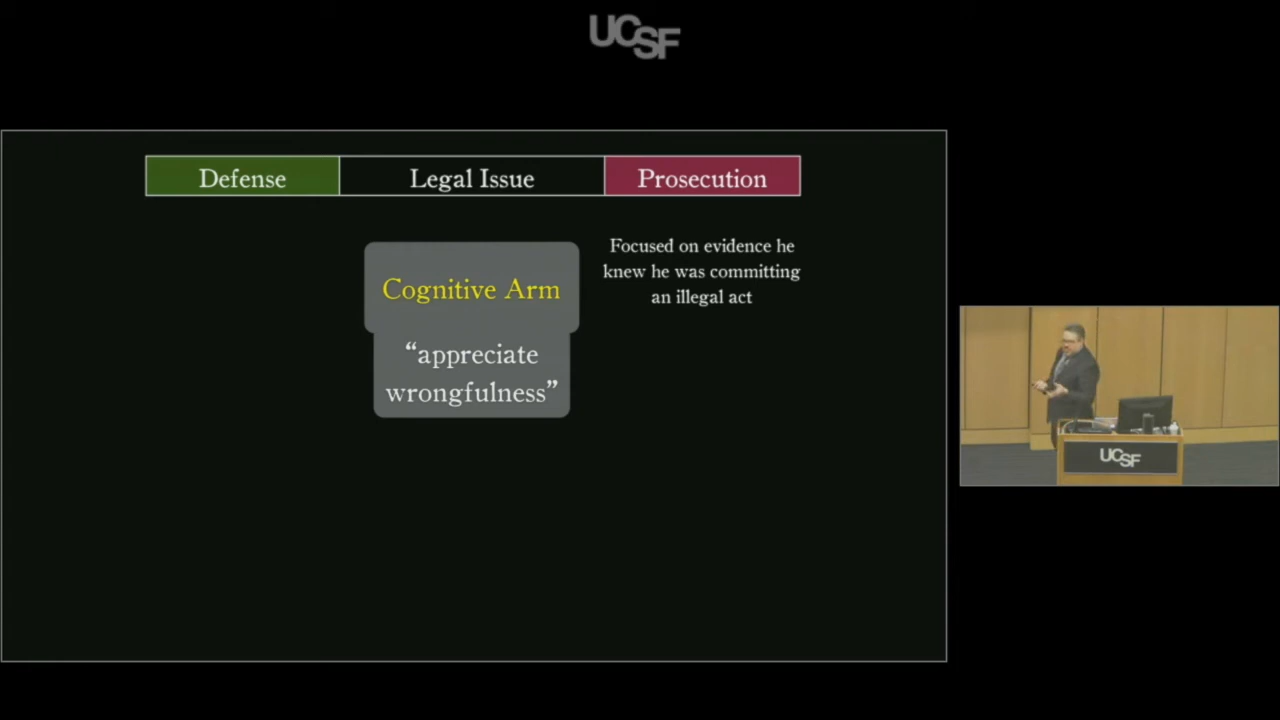 UCSF
Defense Legal Issue Prosecution
Focused on evidence he
knew he was committing
an illegal act
Cognitive Arm
“appreciate
wrongfulness”
UCSF